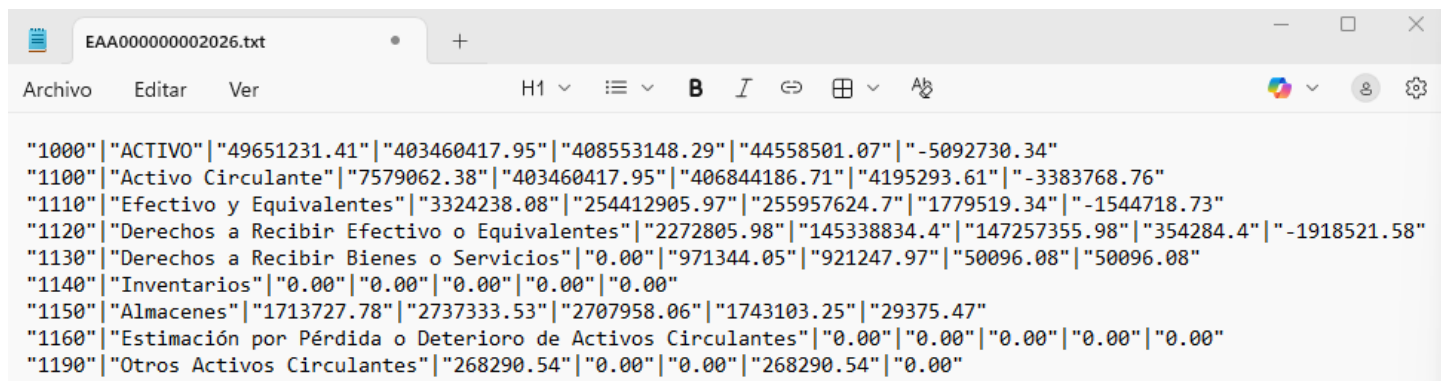 EAA000000002026.txt
Archivo Editar Ver H1 B I
"1000"|"ACTIVO"|"49651231.41"|"403460417.95"|"408553148.29"|"44558501.07"|"-5092730.34"
"1100"|"Activo Circulante"|"7579062.38"|"403460417.95"|"406844186.71"|"4195293.61"|"-3383768.76"
"1110"|"Efectivo y Equivalentes"|"3324238.08"|"254412905.97"|"255957624.7"|"1779519.34"|"-1544718.73"
"1120"|"Derechos a Recibir Efectivo o Equivalentes"|"2272805.98"|"145338834.4"|"147257355.98"|"354284.4"|"-1918521.58"
"1130"|"Derechos a Recibir Bienes o Servicios"|"0.00"|"971344.05"|"921247.97"|"50096.08"|"50096.08"
"1140"|"Inventarios"|"0.00"|"0.00"|"0.00"|"0.00"|"0.00"
"1150"|"Almacenes"|"1713727.78"|"2737333.53"|"2707958.06"|"1743103.25"|"29375.47"
"1160"|"Estimación por Pérdida o Deterioro de Activos Circulantes"|"0.00"|"0.00"|"0.00"|"0.00"|"0.00"
"1190"|"Otros Activos Circulantes"|"268290.54"|"0.00"|"0.00"|"268290.54"|"0.00"